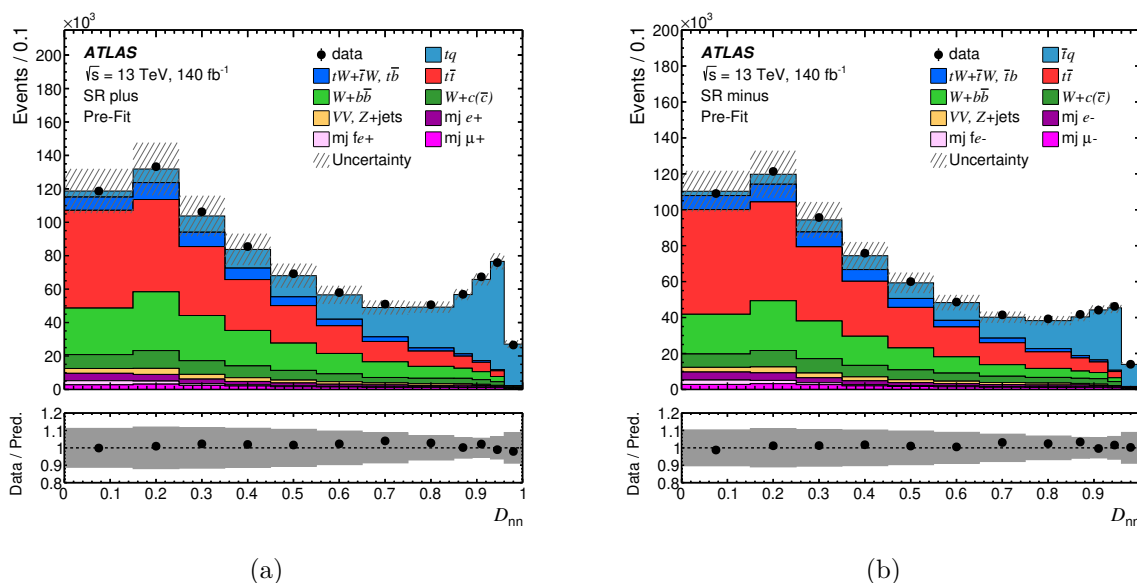 ×10³
Events / 0.1
200
180
160
140
120
100
80
60
40
20
0
ATLAS
√s = 13 TeV, 140 fb⁻¹
SR plus
Pre-Fit
data
tq
tW+t̄W, tb̄
tt̄
W+bb̄
W+c(c̄)
VV, Z+jets
mj e+
mj fe+
mj μ+
Uncertainty
Data / Pred.
1.2
1.1
1
0.9
0.8
0 0.1 0.2 0.3 0.4 0.5 0.6 0.7 0.8 0.9 1
Dnn
(a)
×10³
Events / 0.1
200
180
160
140
120
100
80
60
40
20
0
ATLAS
√s = 13 TeV, 140 fb⁻¹
SR minus
Pre-Fit
data
t̄q
tW+t̄W, t̄b
tt̄
W+bb̄
W+c(c̄)
VV, Z+jets
mj e-
mj fe-
mj μ-
Uncertainty
Data / Pred.
1.2
1.1
1
0.9
0.8
0 0.1 0.2 0.3 0.4 0.5 0.6 0.7 0.8 0.9
Dnn
(b)